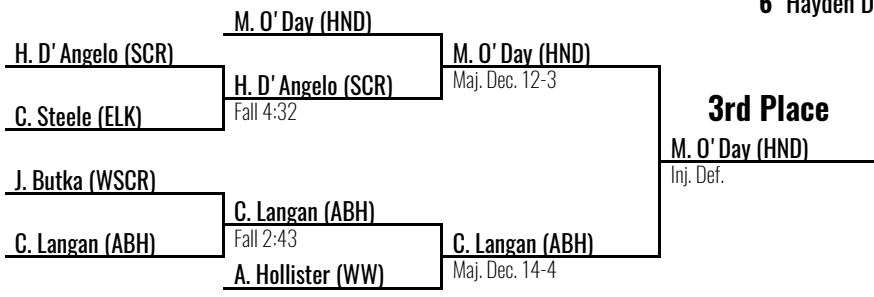 6 Hayden D
M. O'Day (HND)
H. D'Angelo (SCR)
M. O'Day (HND)
Maj. Dec. 12-3
H. D'Angelo (SCR)
Fall 4:32
C. Steele (ELK)
3rd Place
M. O'Day (HND)
Inj. Def.
J. Butka (WSCR)
C. Langan (ABH)
Fall 2:43
C. Langan (ABH)
C. Langan (ABH)
Maj. Dec. 14-4
A. Hollister (WW)